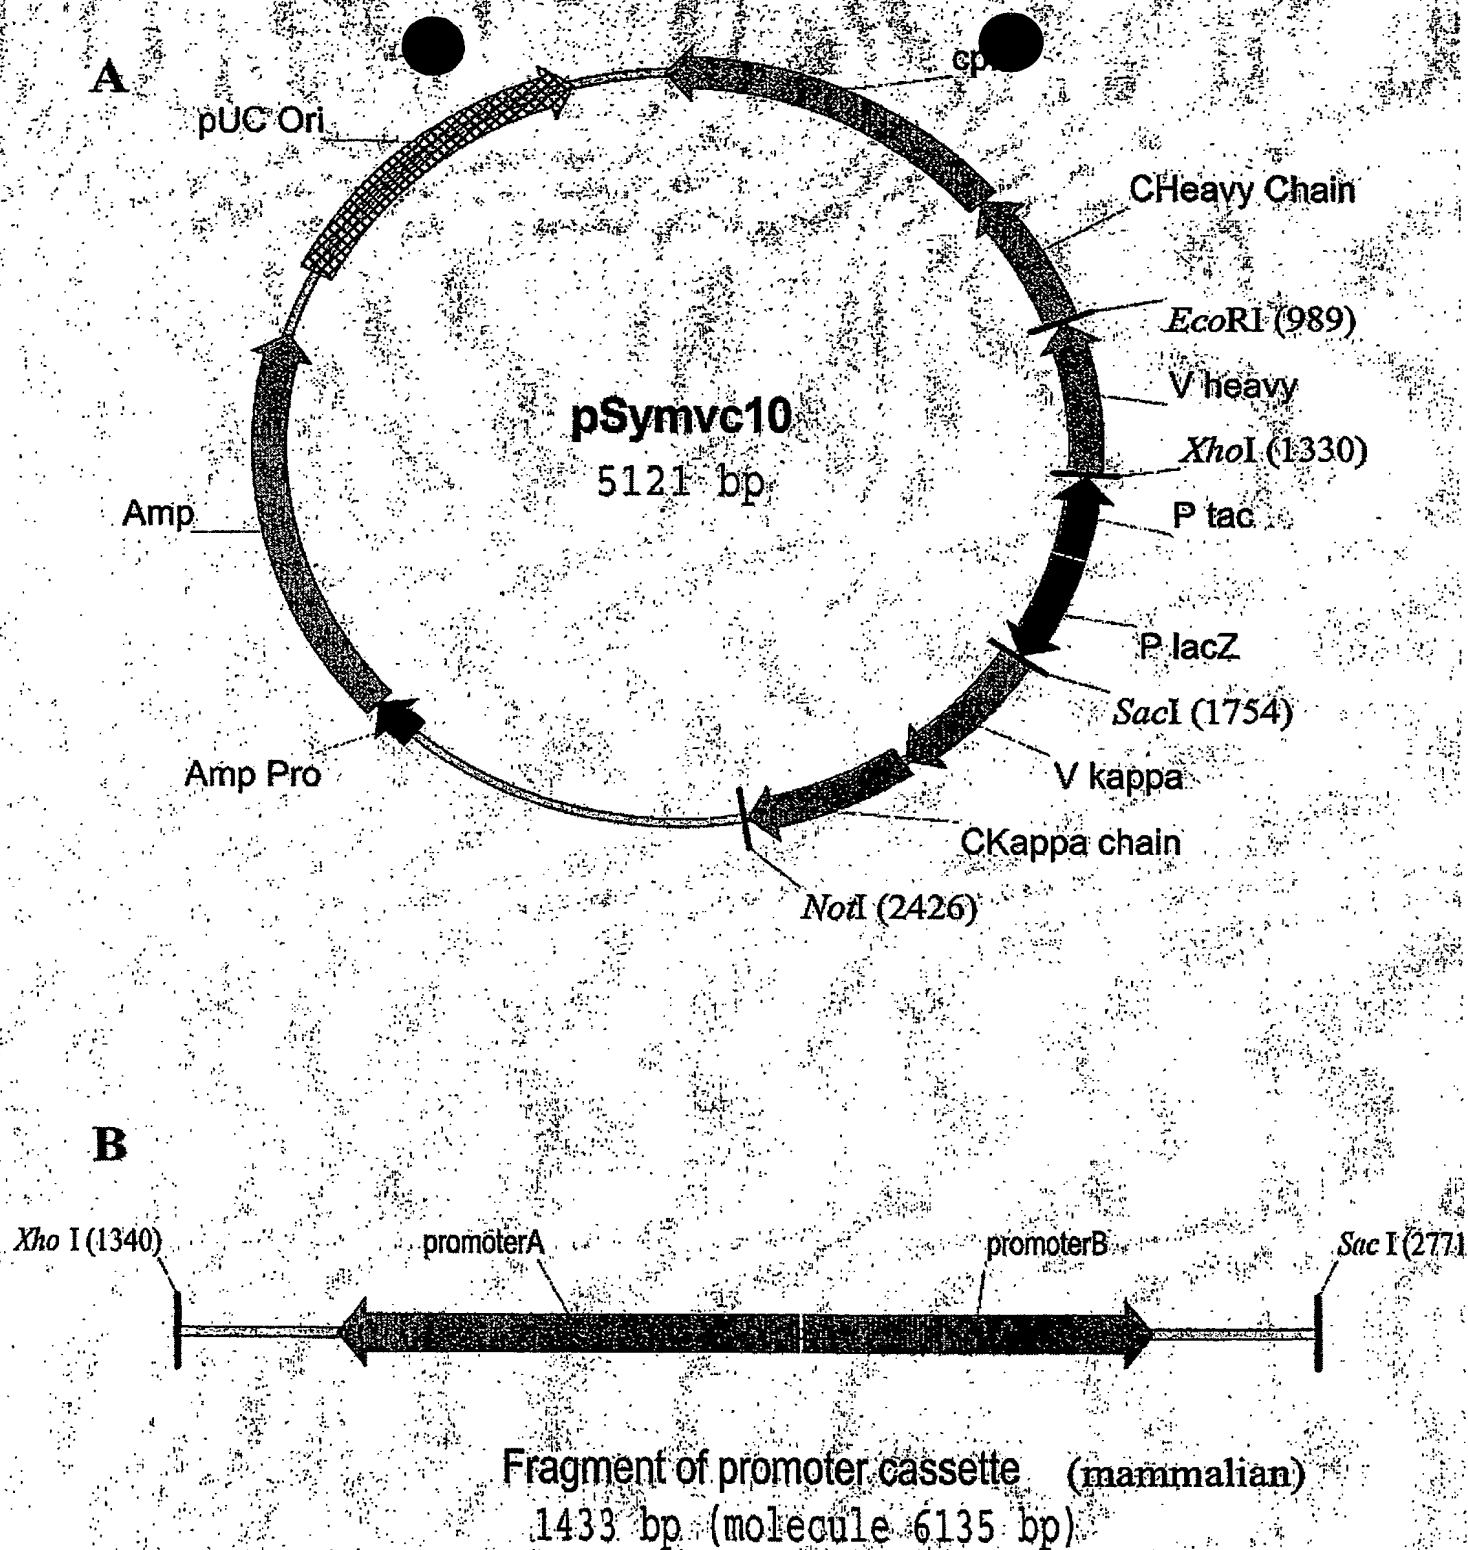 A
pUC Ori
CHeavy Chain
EcoRI (989)
V heavy
pSymvc10
XhoI (1330)
5121 bp
Amp
P tac
P lacZ
SacI (1754)
Amp Pro
V kappa
CKappa chain
NotI (2426)
B
Xho I (1340)
promoterA
promoterB
Sac I (2771
Fragment of promoter cassette (mammalian)
1433 bp (molecule 6135 bp)